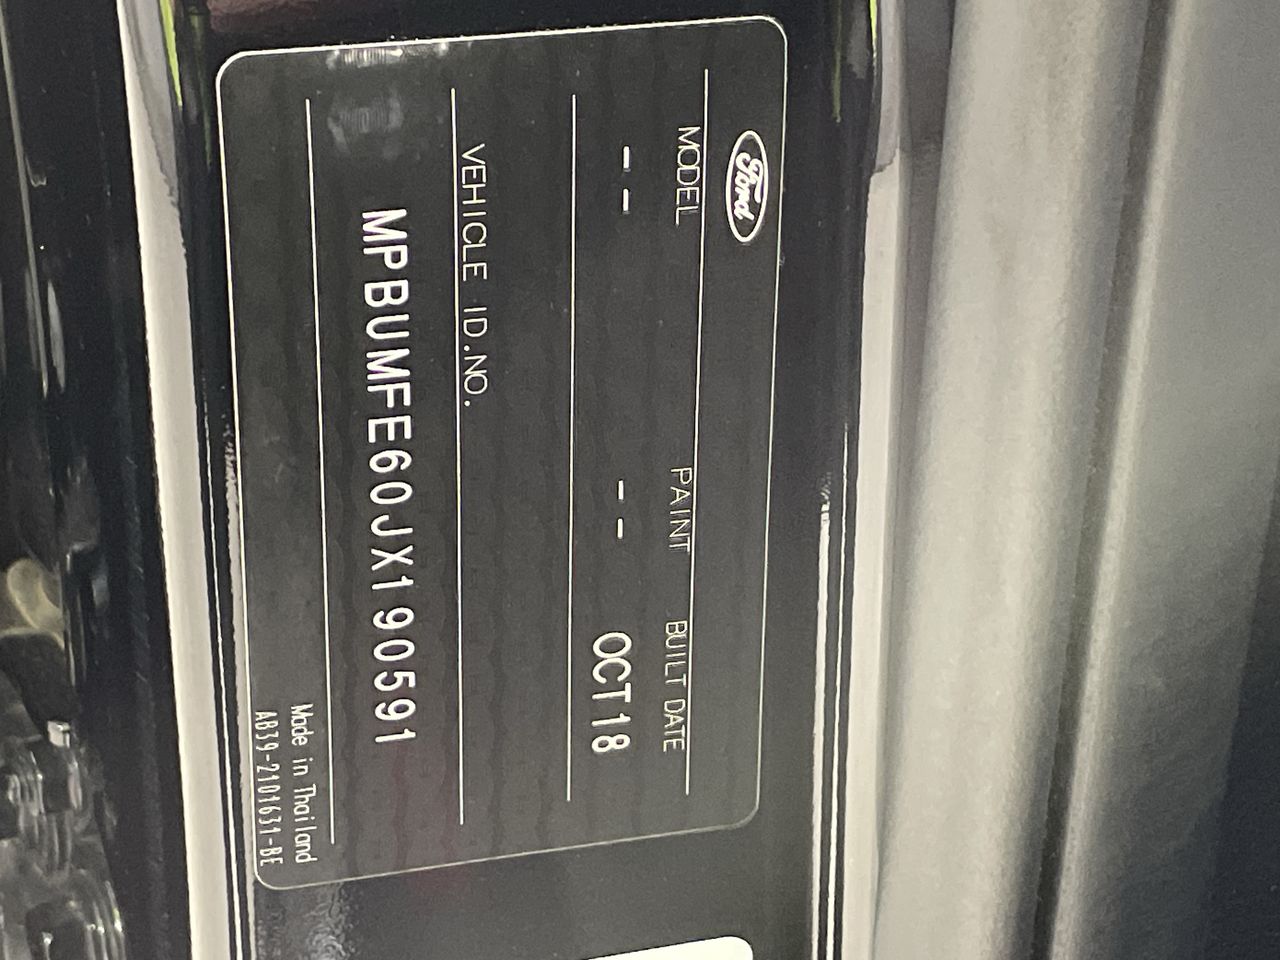 Ford
MODEL PAINT BUILT DATE
-- -- OCT18
VEHICLE ID.NO.
MPBUMFE60JX190591
Made in Thailand
AB39-2101631-BE